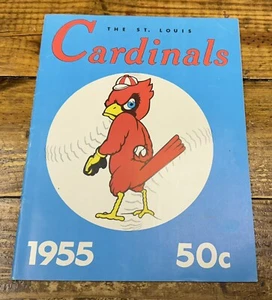 THE ST. LOUIS
Cardinals
1955 50c